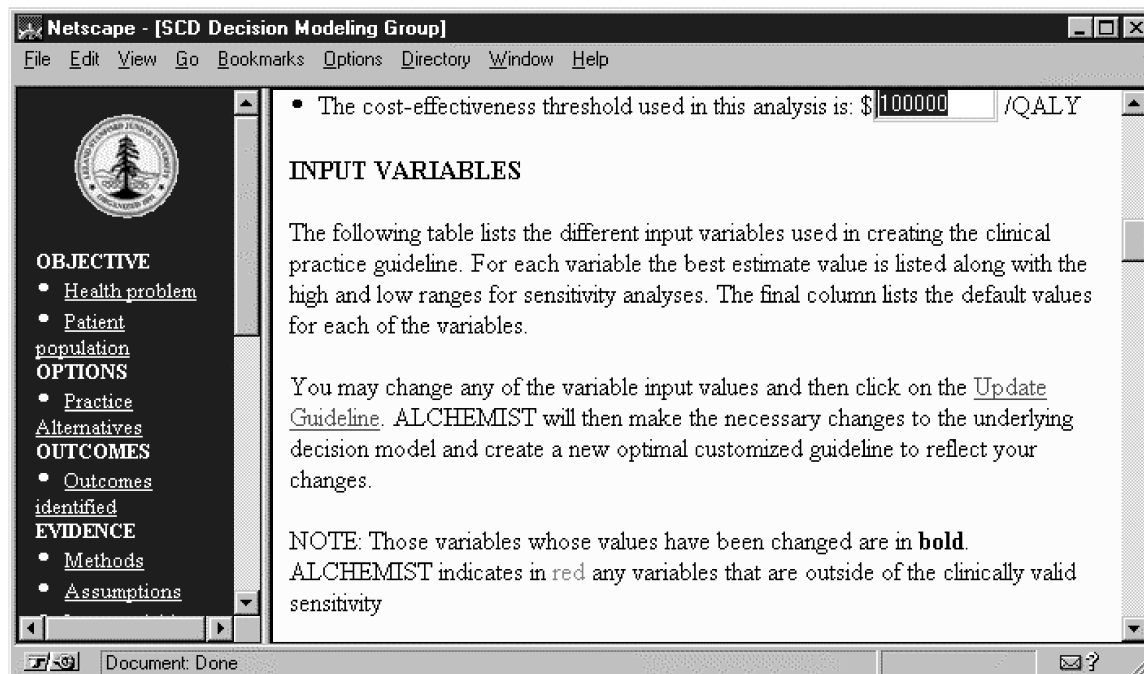 Netscape - [SCD Decision Modeling Group]
File Edit View Go Bookmarks Options Directory Window Help
OBJECTIVE
• Health problem
• Patient
population
OPTIONS
• Practice
Alternatives
OUTCOMES
• Outcomes
identified
EVIDENCE
• Methods
• Assumptions
• The cost-effectiveness threshold used in this analysis is: $ 100000 /QALY
INPUT VARIABLES
The following table lists the different input variables used in creating the clinical
practice guideline. For each variable the best estimate value is listed along with the
high and low ranges for sensitivity analyses. The final column lists the default values
for each of the variables.
You may change any of the variable input values and then click on the Update
Guideline. ALCHEMIST will then make the necessary changes to the underlying
decision model and create a new optimal customized guideline to reflect your
changes.
NOTE: Those variables whose values have been changed are in bold.
ALCHEMIST indicates in red any variables that are outside of the clinically valid
sensitivity
Document: Done